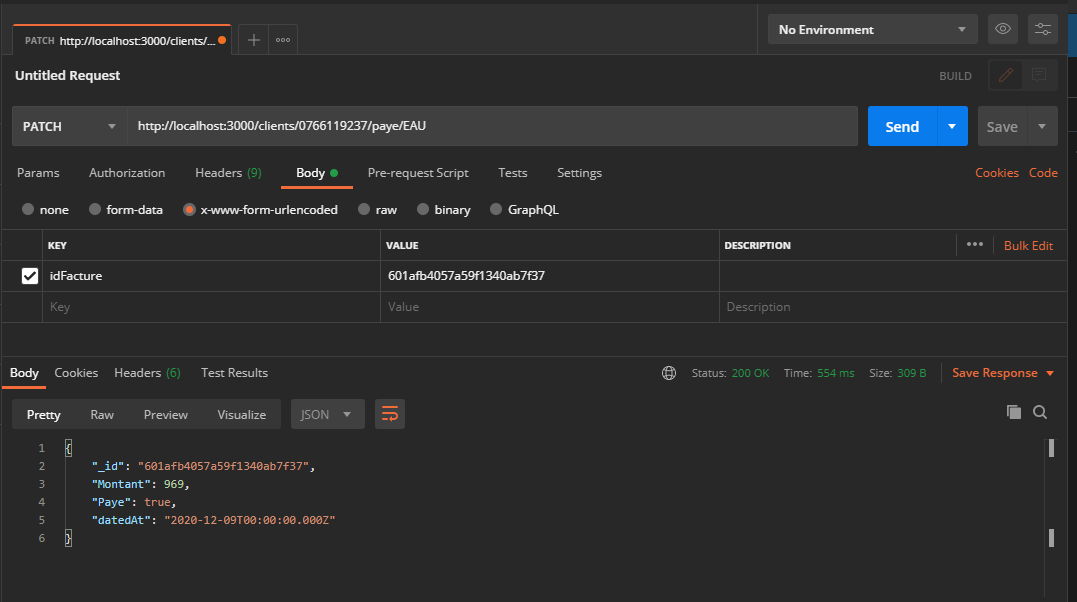 PATCH http://localhost:3000/clients/... No Environment
Untitled Request BUILD
PATCH http://localhost:3000/clients/0766119237/paye/EAU Send Save
Params Authorization Headers (9) Body Pre-request Script Tests Settings Cookies Code
none form-data x-www-form-urlencoded raw binary GraphQL
KEY VALUE DESCRIPTION Bulk Edit
idFacture 601afb4057a59f1340ab7f37
Key Value Description
Body Cookies Headers (6) Test Results Status: 200 OK Time: 554 ms Size: 309 B Save Response
Pretty Raw Preview Visualize JSON
1 {
2 "_id": "601afb4057a59f1340ab7f37",
3 "Montant": 969,
4 "Paye": true,
5 "datedAt": "2020-12-09T00:00:00.000Z"
6 }